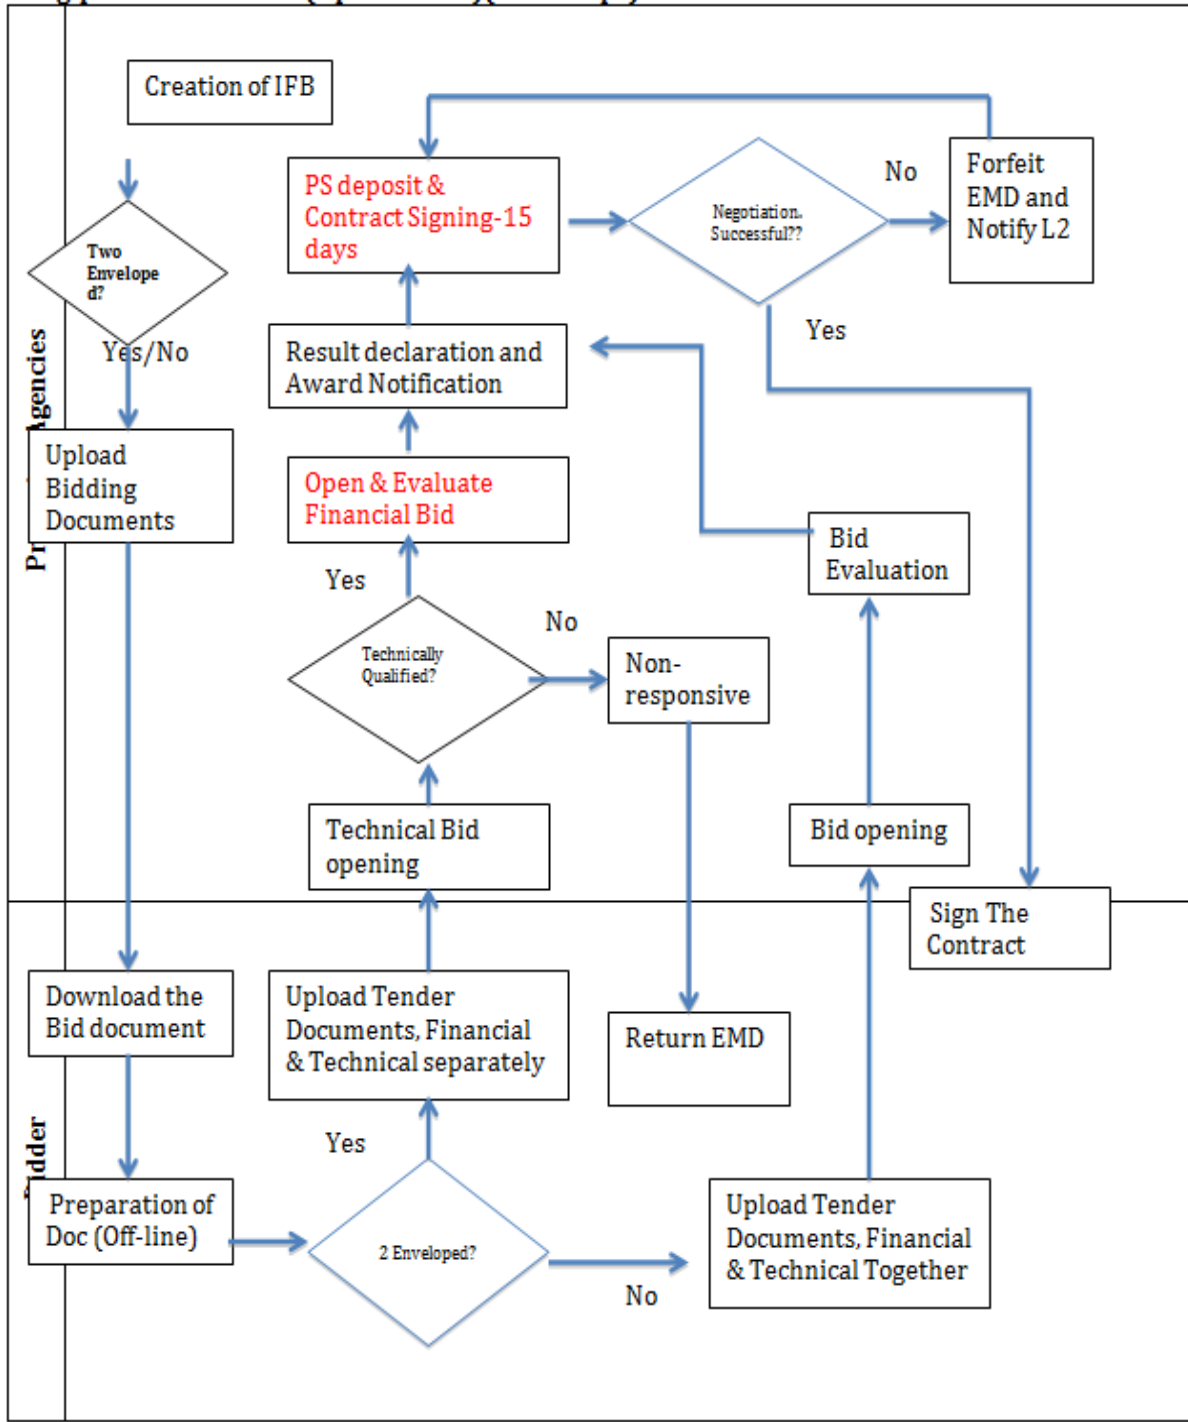 Creation of IFB
Two
Envelope
d?
Yes/No
Upload
Bidding
Documents
PS deposit &
Contract Signing-15
days
Negotiation.
Successful??
No
Forfeit
EMD and
Notify L2
Yes
Result declaration and
Award Notification
Open & Evaluate
Financial Bid
Yes
Technically
Qualified?
No
Non-
responsive
Bid
Evaluation
Technical Bid
opening
Bid opening
Sign The
Contract
Download the
Bid document
Upload Tender
Documents, Financial
& Technical separately
Return EMD
Yes
Preparation of
Doc (Off-line)
2 Enveloped?
No
Upload Tender
Documents, Financial
& Technical Together